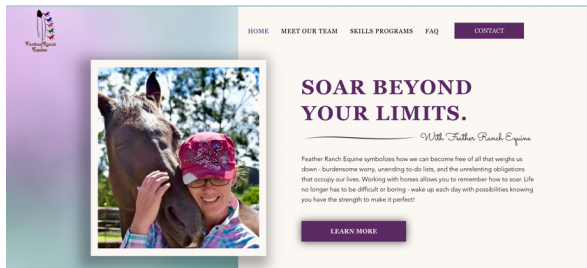 Feather Ranch
Equine
HOME MEET OUR TEAM SKILLS PROGRAMS FAQ CONTACT
SOAR BEYOND
YOUR LIMITS.
With Feather Ranch Equine
Feather Ranch Equine symbolizes how we can become free of all that weighs us
down - burdensome worry, unending to-do lists, and the unrelenting obligations
that occupy our lives. Working with horses allows you to remember how to soar. Life
no longer has to be difficult or boring - wake up each day with possibilities knowing
you have the strength to make it perfect!
LEARN MORE